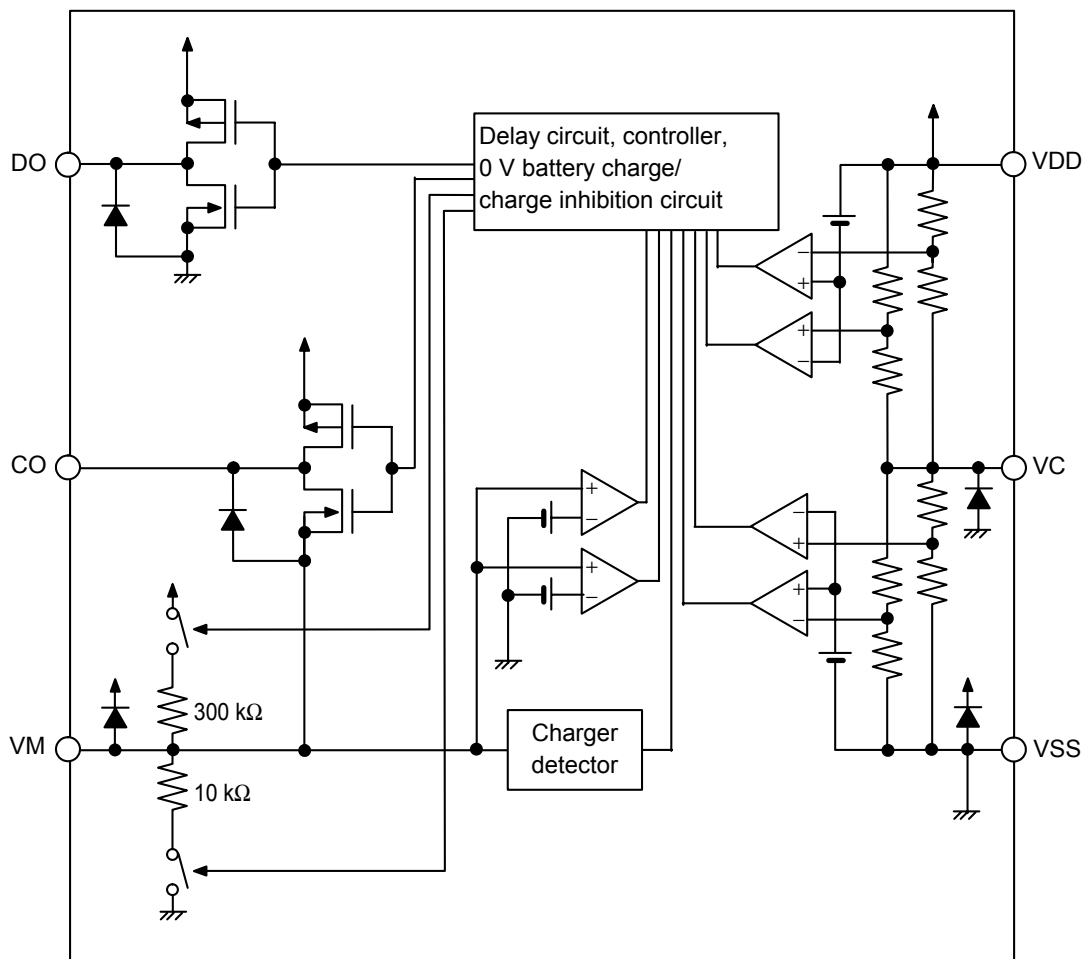 Delay circuit, controller,
0 V battery charge/
charge inhibition circuit
DO
VDD
−
+
+
−
CO
VC
+
−
−
+
+
−
+
−
300 kΩ
VM
Charger
detector
VSS
10 kΩ